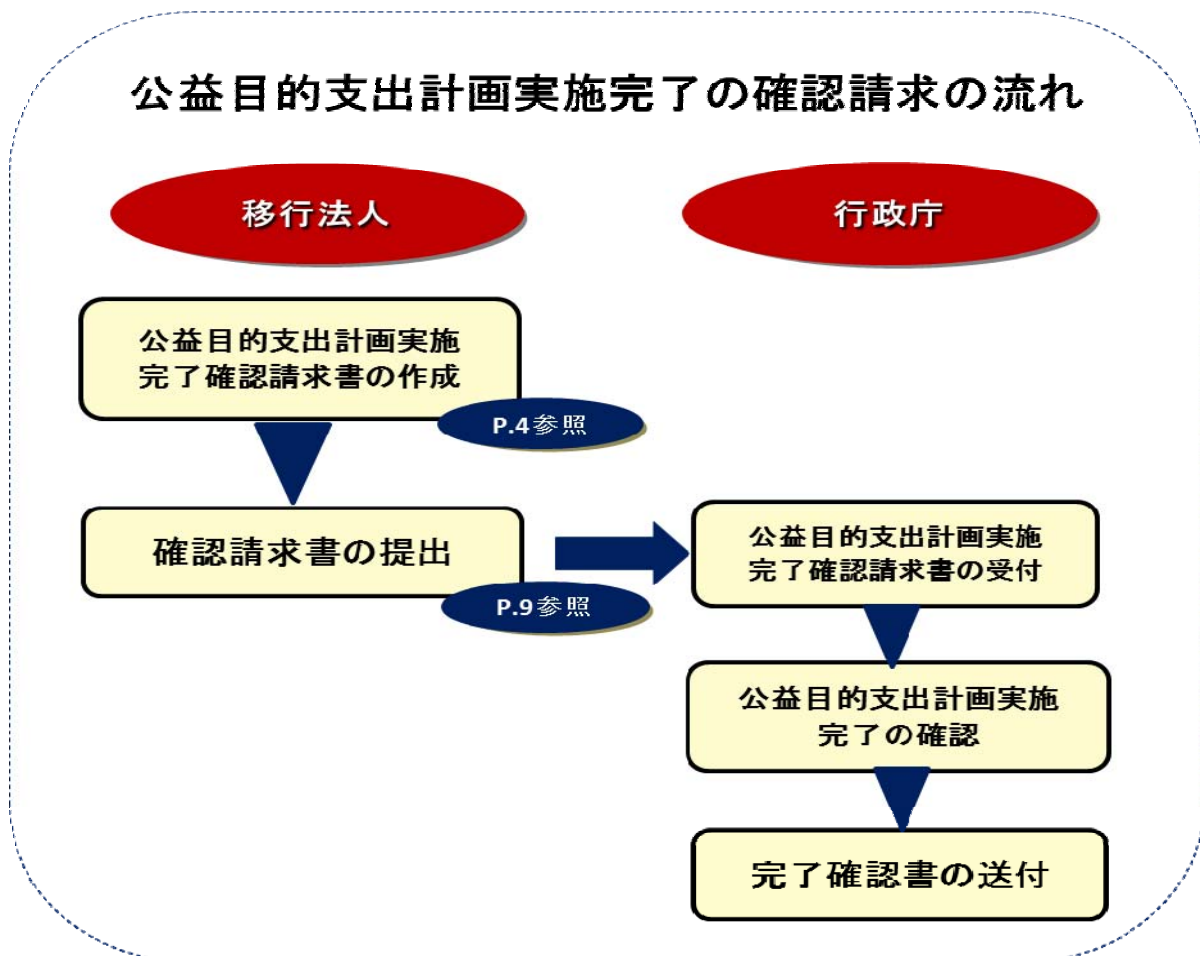 公益目的支出計画実施完了の確認請求の流れ
移行法人
行政庁
公益目的支出計画実施
完了確認請求書の作成
P.4参照
確認請求書の提出
P.9参照
公益目的支出計画実施
完了確認請求書の受付
公益目的支出計画実施
完了の確認
完了確認書の送付